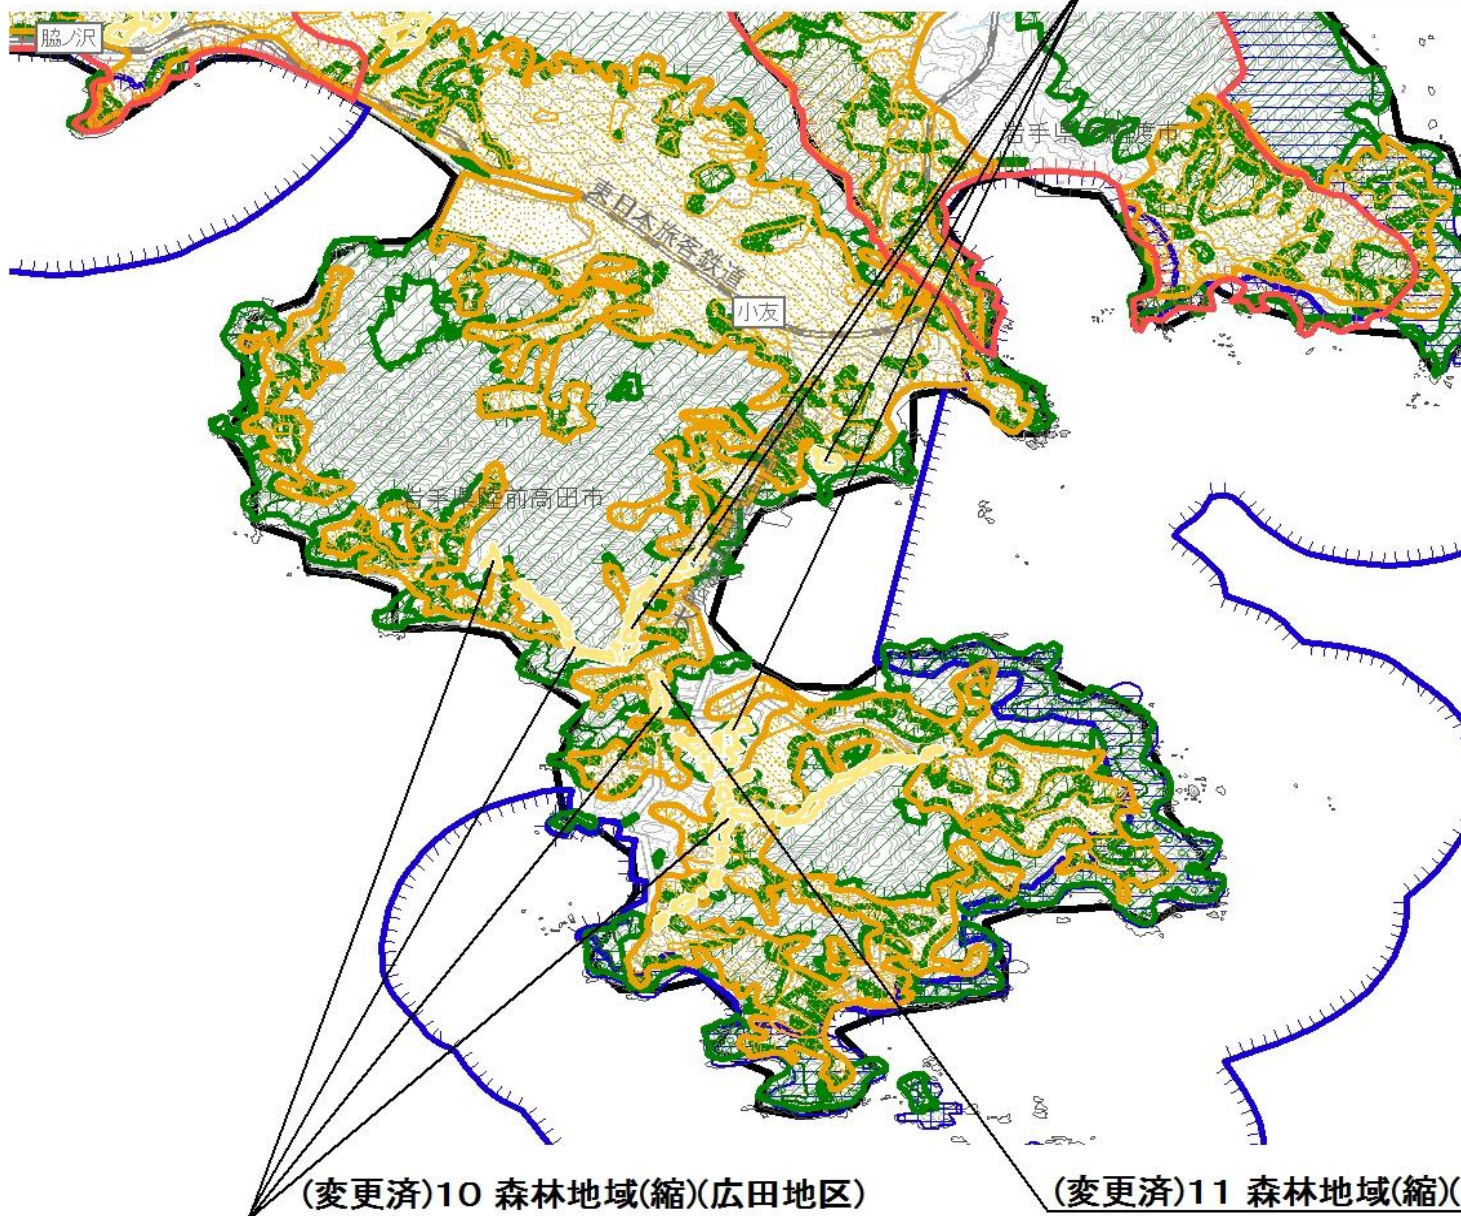 脇ノ沢
東日本旅客鉄道
小友
岩手県陸前高田市
(変更済)10 森林地域(縮)(広田地区)
(変更済)11 森林地域(縮)(